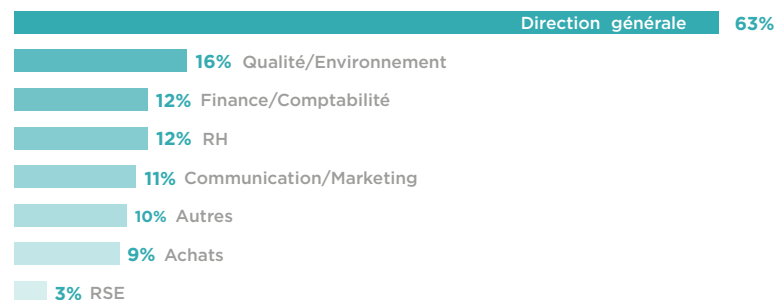 Direction générale 63%
16% Qualité/Environnement
12% Finance/Comptabilité
12% RH
11% Communication/Marketing
10% Autres
9% Achats
3% RSE